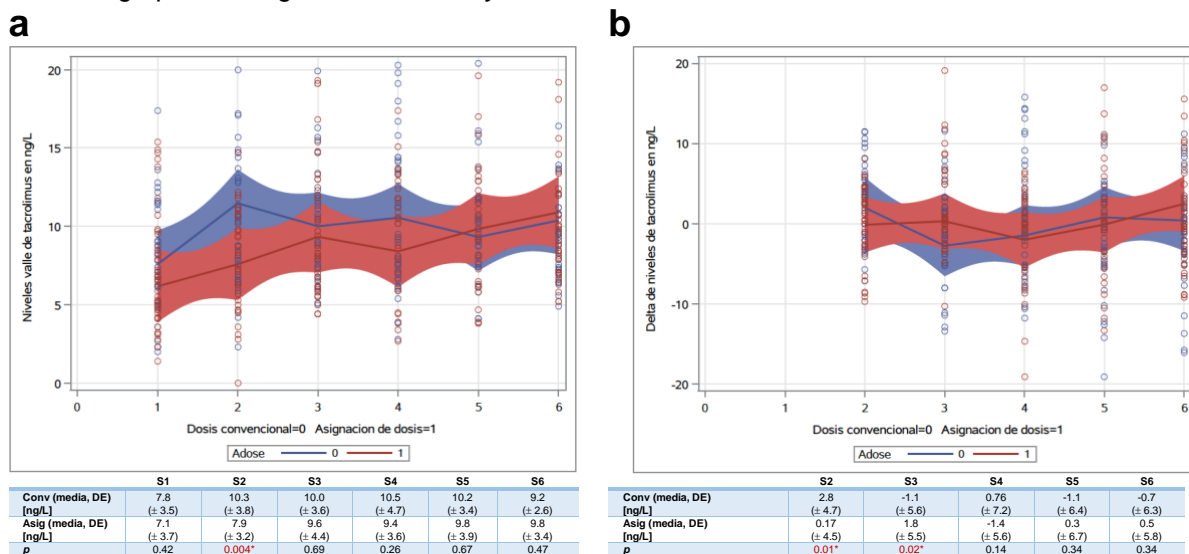 a
Niveles valle de tacrolimus en ng/L
20
15
10
5
0
0 1 2 3 4 5 6
Dosis convencional=0 Asignacion de dosis=1
Adose 0 1
S1 S2 S3 S4 S5 S6
Conv (media, DE) 7.8 10.3 10.0 10.5 10.2 9.2
[ng/L] (± 3.5) (± 3.8) (± 3.6) (± 4.7) (± 3.4) (± 2.6)
Asig (media, DE) 7.1 7.9 9.6 9.4 9.8 9.8
[ng/L] (± 3.7) (± 3.2) (± 4.4) (± 3.6) (± 3.9) (± 3.4)
p 0.42 0.004* 0.69 0.26 0.67 0.47
b
Delta de niveles de tacrolimus en ng/L
20
10
0
-10
-20
0 1 2 3 4 5 6
Dosis convencional=0 Asignacion de dosis=1
Adose 0 1
S2 S3 S4 S5 S6
Conv (media, DE) 2.8 -1.1 0.76 -1.1 -0.7
[ng/L] (± 4.7) (± 5.6) (± 7.2) (± 6.4) (± 6.3)
Asig (media, DE) 0.17 1.8 -1.4 0.3 0.5
[ng/L] (± 4.5) (± 5.5) (± 5.6) (± 6.7) (± 5.8)
p 0.01* 0.02* 0.14 0.34 0.34